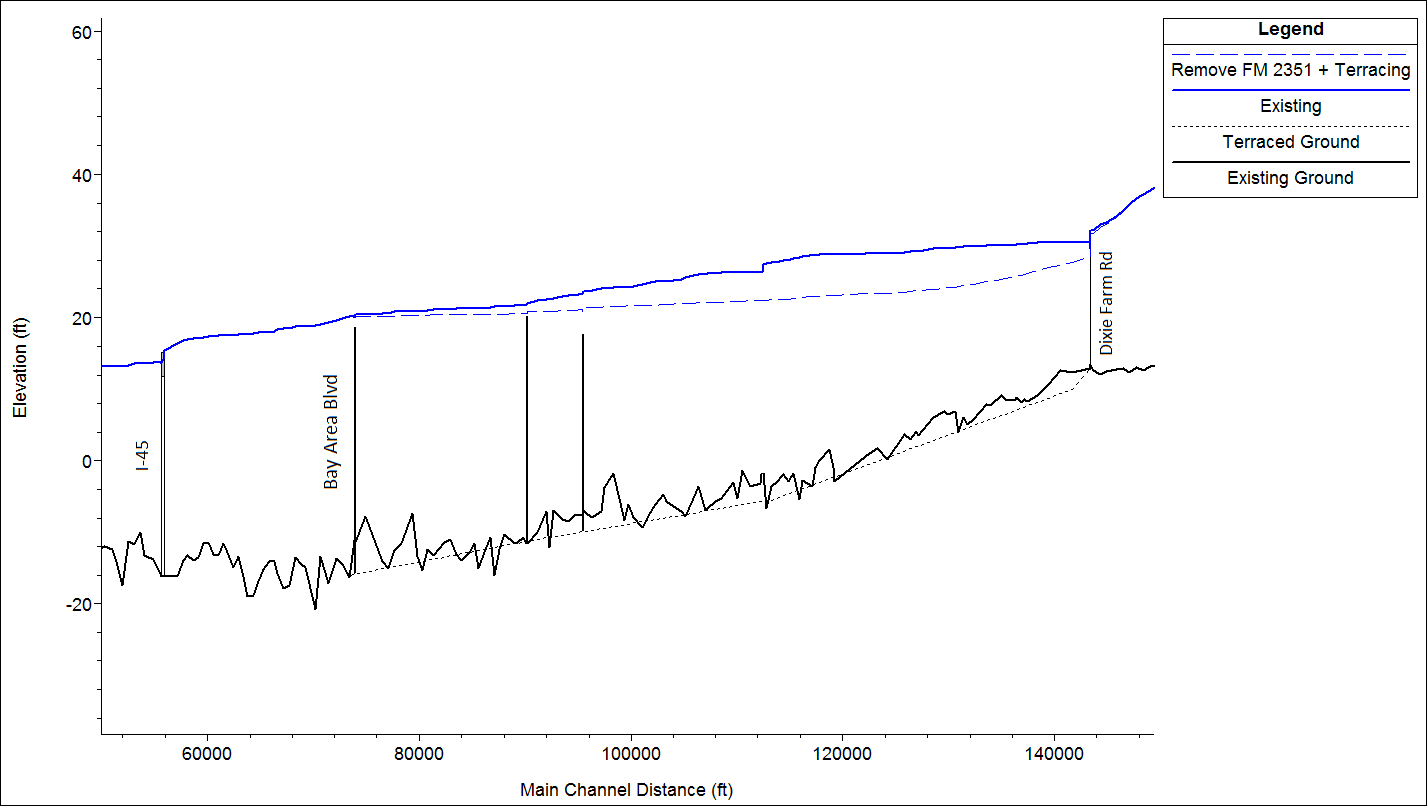 Legend
Remove FM 2351 + Terracing
Existing
Terraced Ground
Existing Ground
60
40
20
0
-20
Elevation (ft)
I-45
Bay Area Blvd
Dixie Farm Rd
60000 80000 100000 120000 140000
Main Channel Distance (ft)